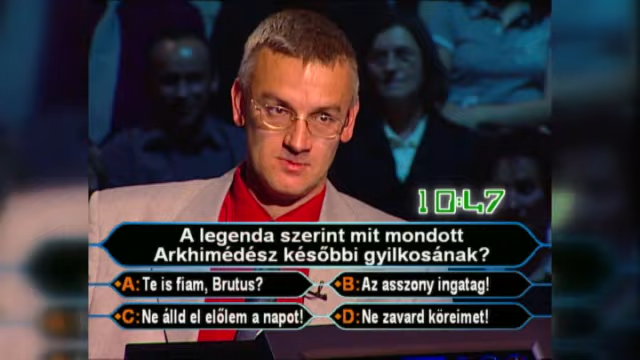 10:47
A legenda szerint mit mondott
Arkhimédész későbbi gyilkosának?
A: Te is fiam, Brutus?
B: Az asszony ingatag!
C: Ne álld el előlem a napot!
D: Ne zavard köreimet!